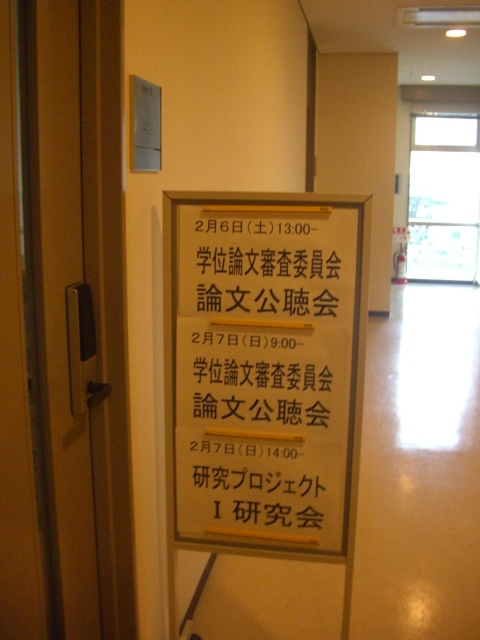 2月6日(土)13:00-
学位論文審査委員会
論文公聴会
2月7日(日)9:00-
学位論文審査委員会
論文公聴会
2月7日(日)14:00-
研究プロジェクト
I 研究会